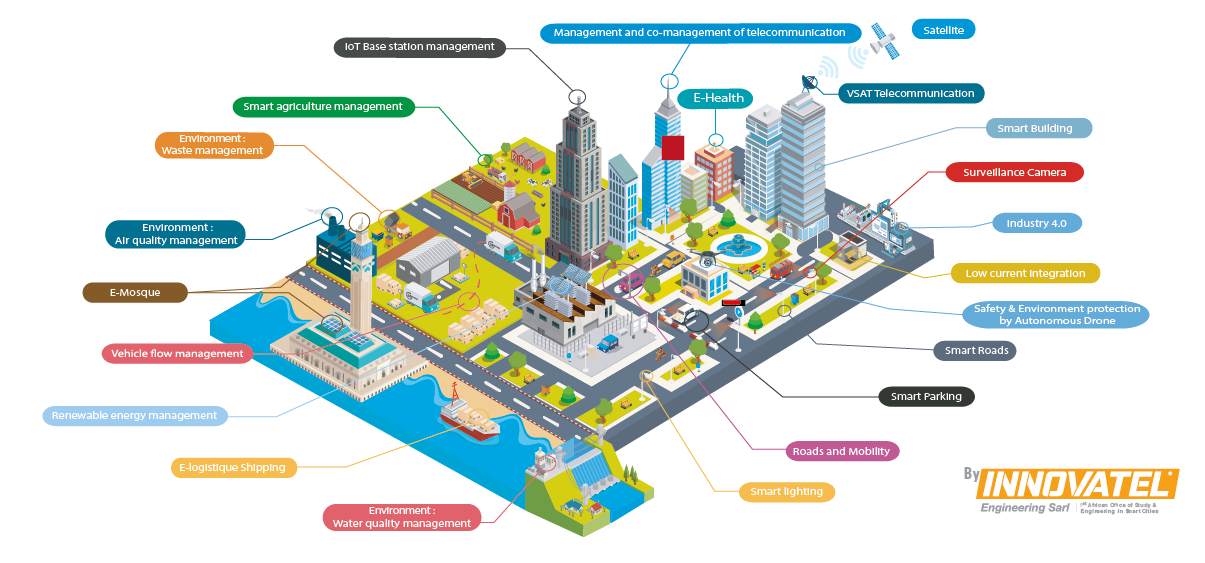 Management and co-management of telecommunication
Satellite
IoT Base station management
VSAT Telecommunication
E-Health
Smart agriculture management
Smart Building
Environment :
Waste management
Surveillance Camera
Environment :
Air quality management
Industry 4.0
Low current integration
E-Mosque
Safety & Environment protection
by Autonomous Drone
Vehicle flow management
Smart Roads
Smart Parking
Renewable energy management
Roads and Mobility
E-logistique Shipping
Smart lighting
Environment :
Water quality management
By INNOVATEL
Engineering Sarl
1st African Office of Study &
Engineering in Smart Cities